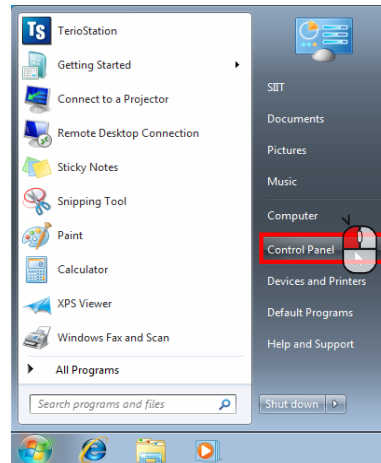 TS TerioStation
Getting Started
Connect to a Projector
Remote Desktop Connection
Sticky Notes
Snipping Tool
Paint
Calculator
XPS Viewer
Windows Fax and Scan
All Programs
Search programs and files
SIIT
Documents
Pictures
Music
Computer
Control Panel
Devices and Printers
Default Programs
Help and Support
Shut down